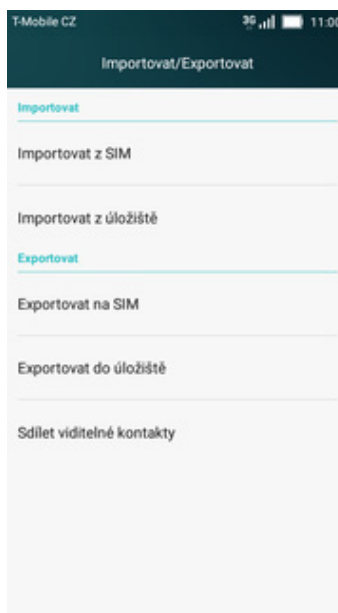 T-Mobile CZ 3G 11:00
Importovat/Exportovat
Importovat
Importovat z SIM
Importovat z úložiště
Exportovat
Exportovat na SIM
Exportovat do úložiště
Sdílet viditelné kontakty